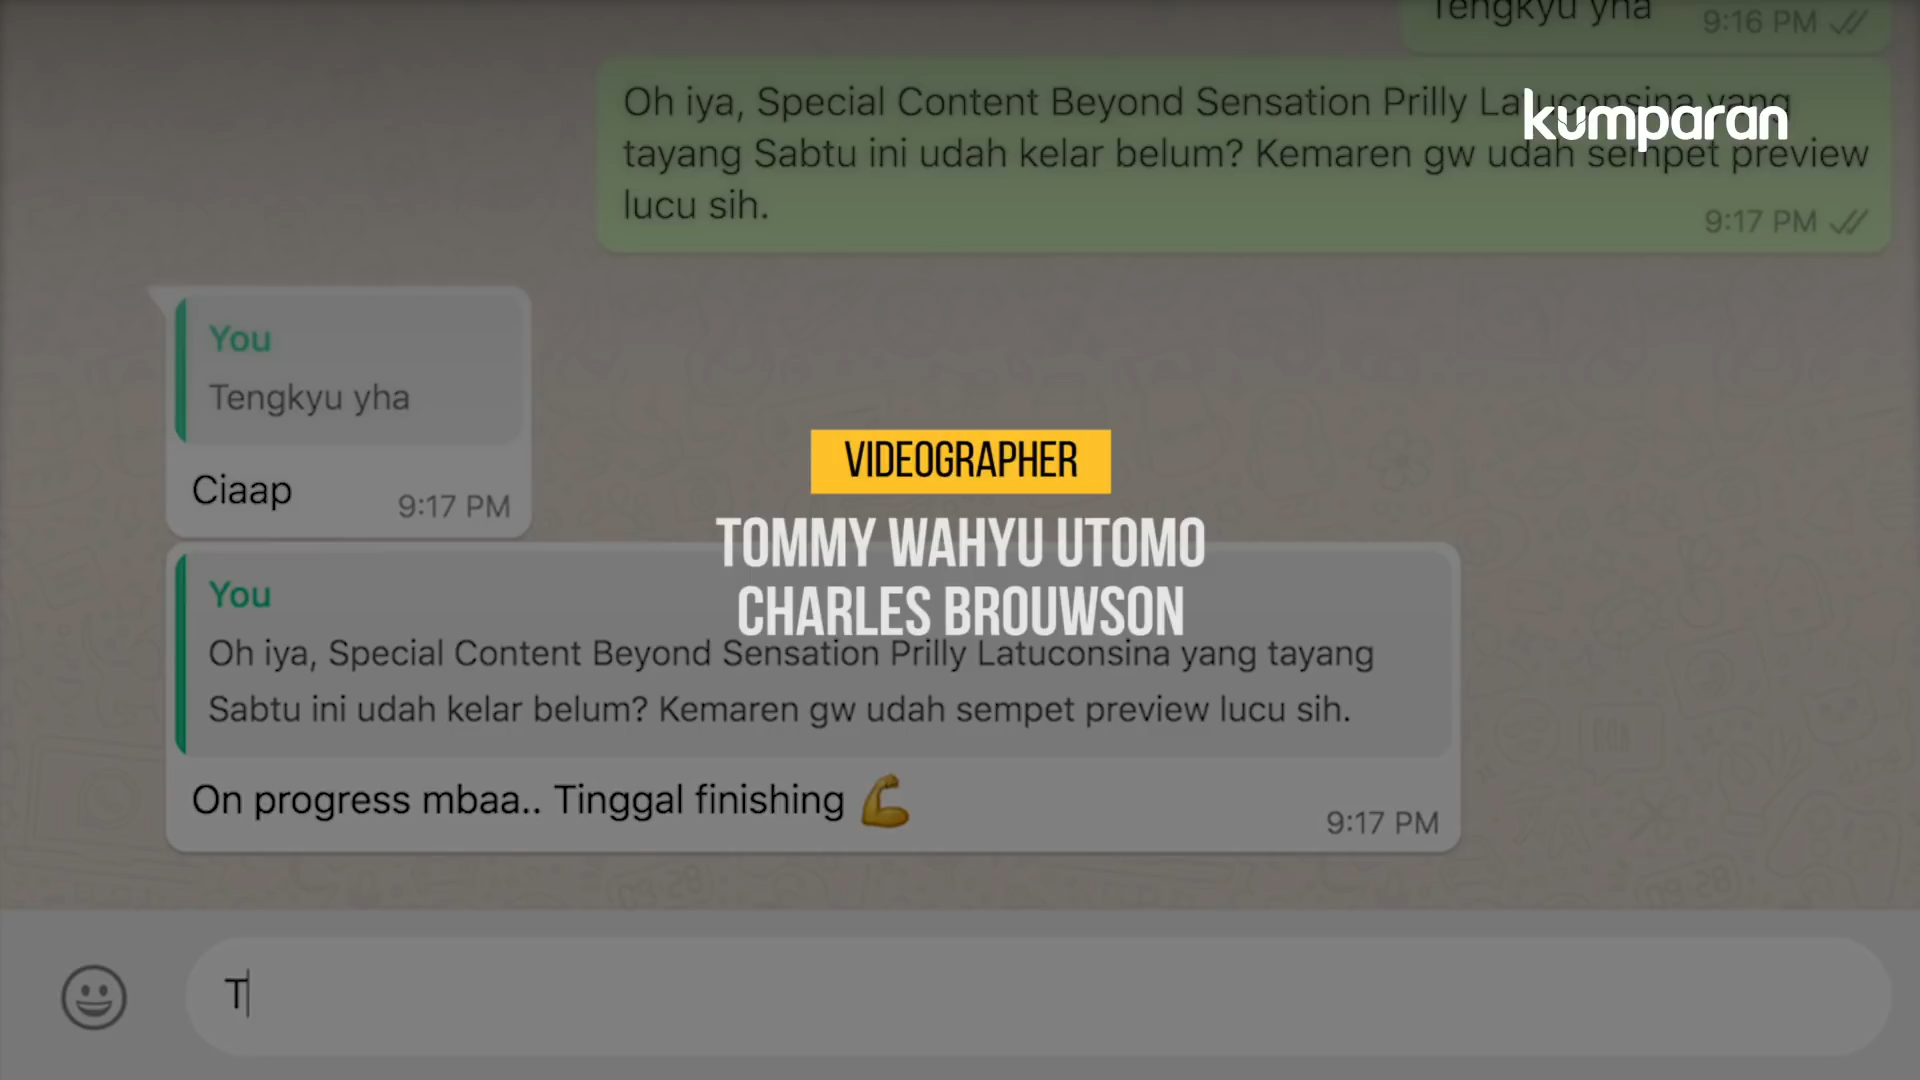 Tengkyu yha 9:16 PM
kumparan
Oh iya, Special Content Beyond Sensation Prilly Latuconsina yang
tayang Sabtu ini udah kelar belum? Kemaren gw udah sempet preview
lucu sih.
9:17 PM
You
Tengkyu yha
Ciaap 9:17 PM
VIDEOGRAPHER
TOMMY WAHYU UTOMO
CHARLES BROUWSON
You
Oh iya, Special Content Beyond Sensation Prilly Latuconsina yang tayang
Sabtu ini udah kelar belum? Kemaren gw udah sempet preview lucu sih.
On progress mbaa.. Tinggal finishing 💪
9:17 PM
T